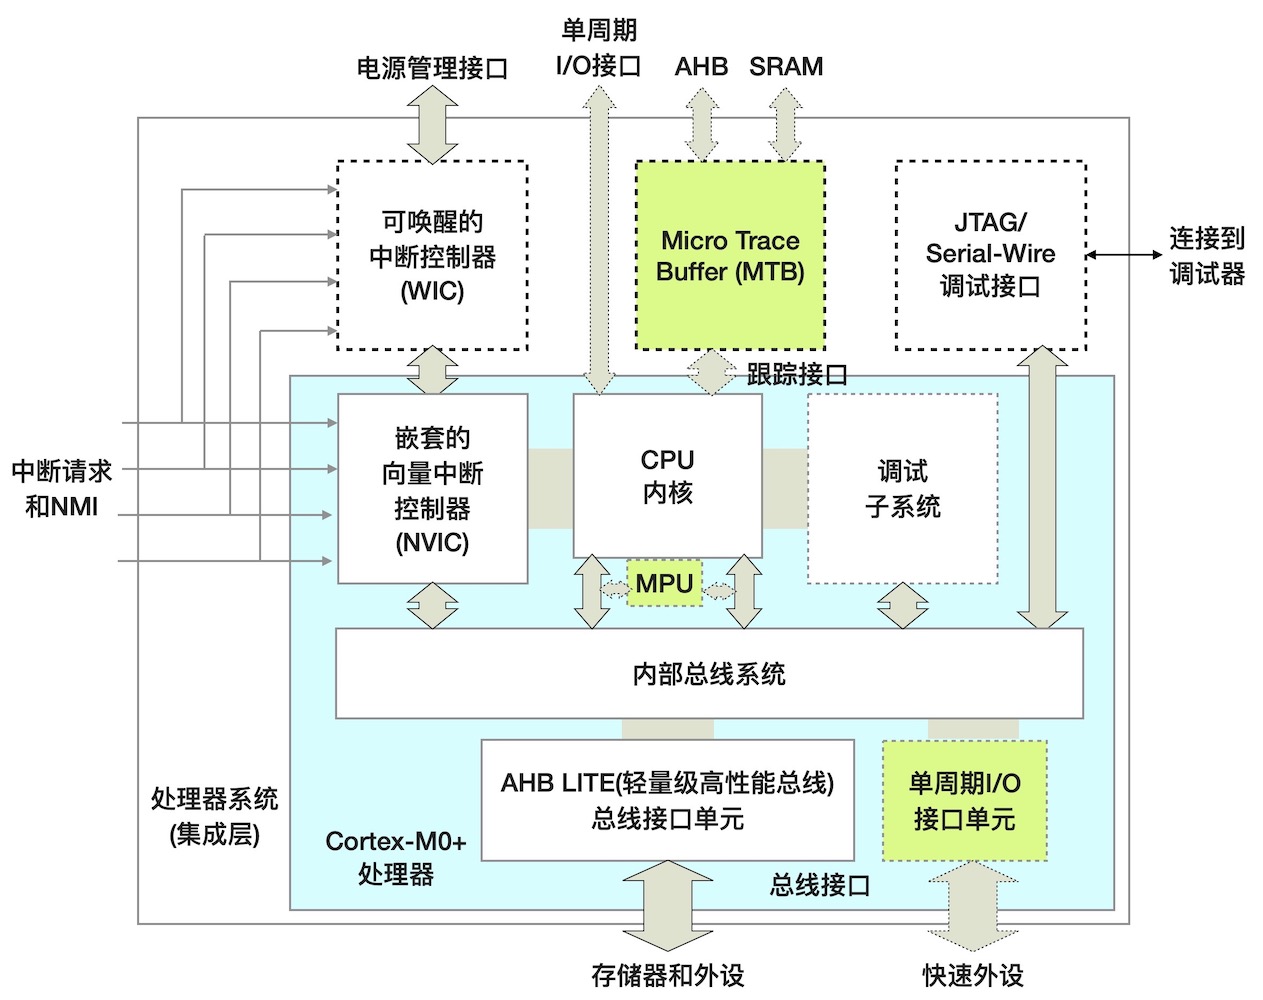 单周期
I/O接口
电源管理接口
AHB
SRAM
可唤醒的
中断控制器
(WIC)
Micro Trace
Buffer (MTB)
JTAG/
Serial-Wire
调试接口
连接到
调试器
跟踪接口
中断请求
和NMI
嵌套的
向量中断
控制器
(NVIC)
CPU
内核
调试
子系统
MPU
内部总线系统
AHB LITE(轻量级高性能总线)
总线接口单元
单周期I/O
接口单元
处理器系统
(集成层)
Cortex-M0+
处理器
总线接口
存储器和外设
快速外设